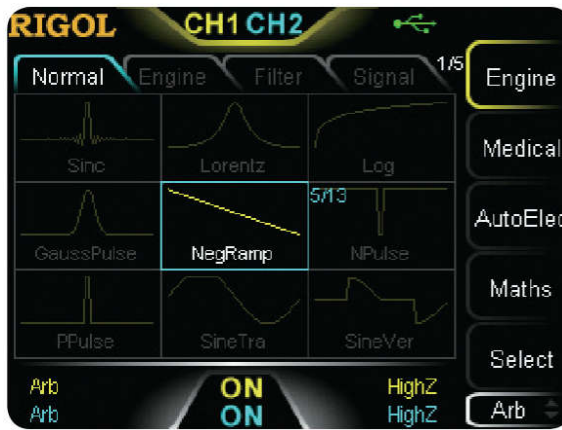 RIGOL CH1 CH2
Normal Engine Filter Signal 1/5
Sinc Lorentz Log
5/13
GaussPulse NegRamp NPulse
PPulse SineTra SineVer
Engine
Medical
AutoElec
Maths
Select
Arb
Arb ON HighZ
Arb ON HighZ